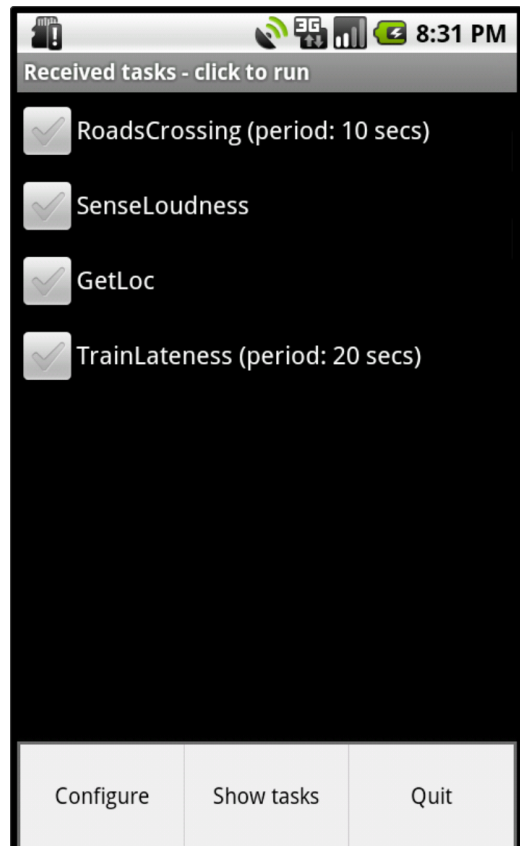 3G 8:31 PM
Received tasks - click to run
RoadsCrossing (period: 10 secs)
SenseLoudness
GetLoc
TrainLateness (period: 20 secs)
Configure Show tasks Quit